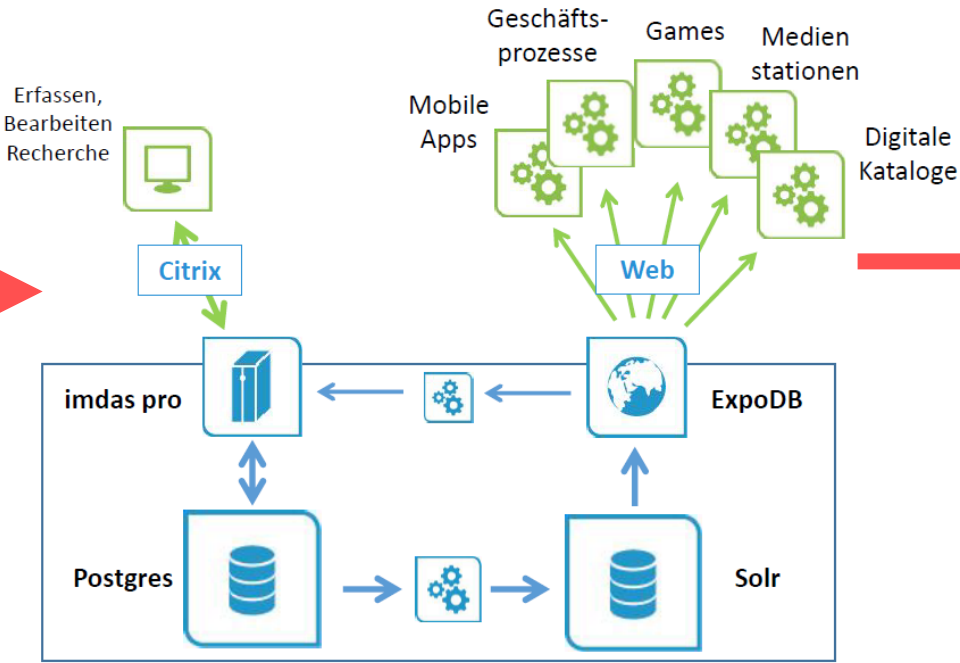 Geschäfts-
prozesse
Games
Medien
stationen
Mobile
Apps
Digitale
Kataloge
Erfassen,
Bearbeiten
Recherche
Citrix
Web
imdas pro
ExpoDB
Postgres
Solr